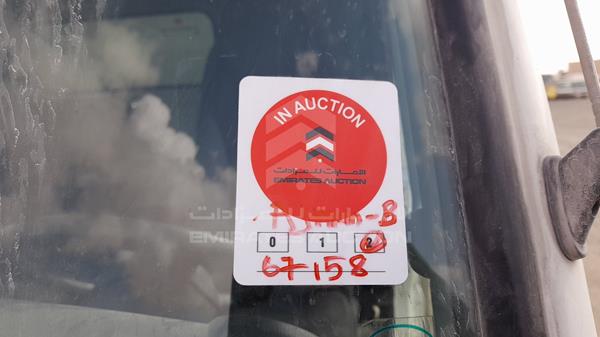 IN AUCTION
الامارات للمزادات
EMIRATES AUCTION
0 1 2
67158